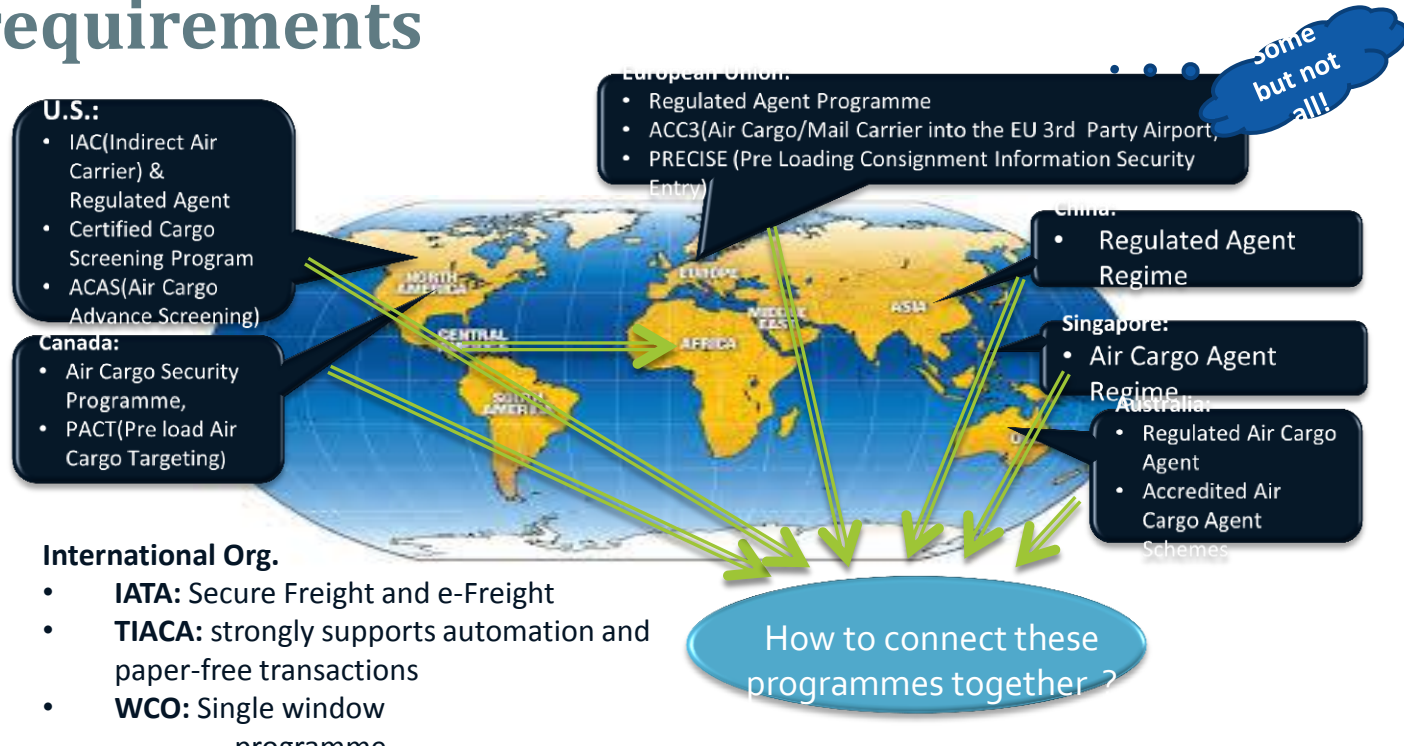 requirements
Some
but not
all!
European Union:
• Regulated Agent Programme
• ACC3(Air Cargo/Mail Carrier into the EU 3rd Party Airport)
• PRECISE (Pre Loading Consignment Information Security
Entry)
U.S.:
• IAC(Indirect Air
Carrier) &
Regulated Agent
• Certified Cargo
Screening Program
• ACAS(Air Cargo
Advance Screening)
Canada:
• Air Cargo Security
Programme,
• PACT(Pre load Air
Cargo Targeting)
China:
• Regulated Agent
Regime
Singapore:
• Air Cargo Agent
Regime
Australia:
• Regulated Air Cargo
Agent
• Accredited Air
Cargo Agent
Schemes
NORTH
AMERICA
CENTRAL
SOUTH
AMERICA
EUROPE
AFRICA
MIDDLE
EAST
ASIA
International Org.
• IATA: Secure Freight and e-Freight
• TIACA: strongly supports automation and
paper-free transactions
• WCO: Single window
programme
How to connect these
programmes together ?